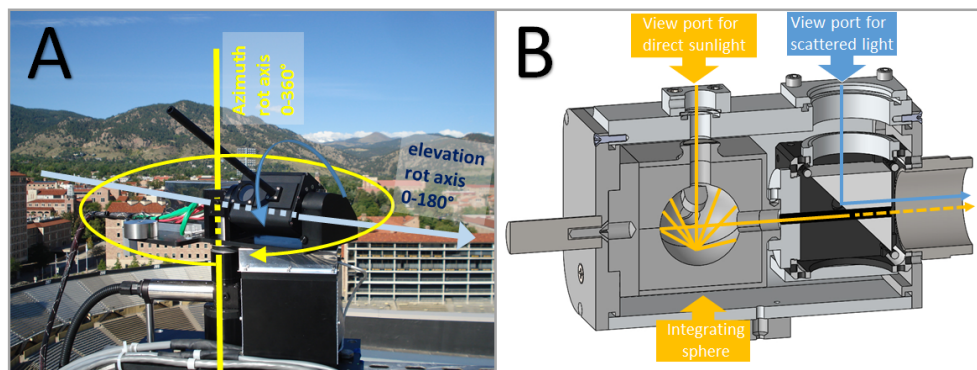 A
Azimuth
rot axis
0-360°
elevation
rot axis
0-180°
B
View port for
direct sunlight
View port for
scattered light
Integrating
sphere